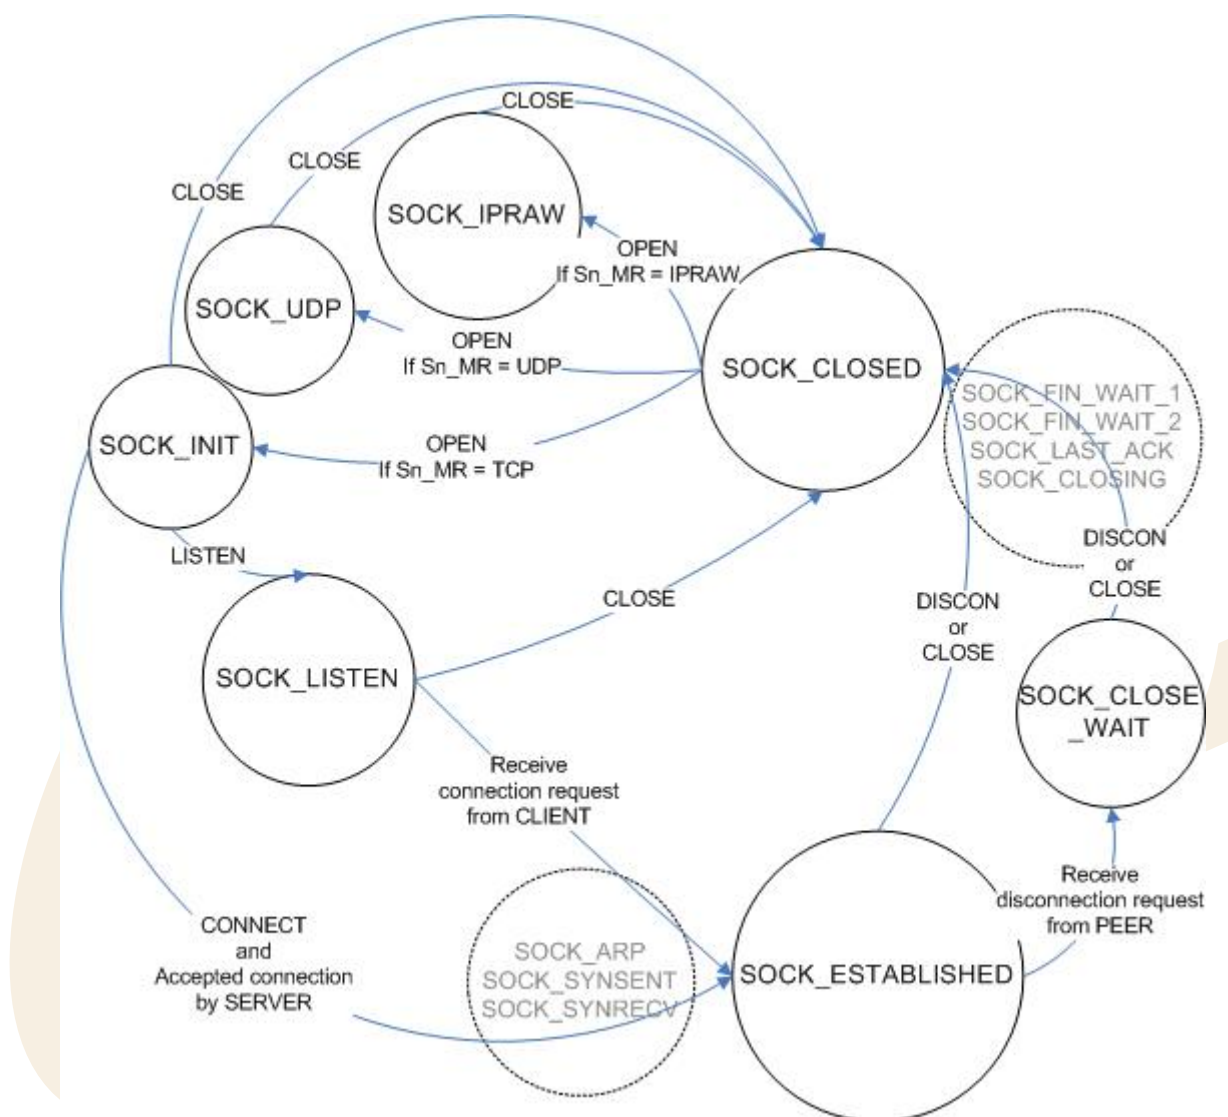 CLOSE
CLOSE
CLOSE
SOCK_IPRAW
OPEN
If Sn_MR = IPRAW
SOCK_UDP
OPEN
If Sn_MR = UDP
SOCK_CLOSED
SOCK_INIT
OPEN
If Sn_MR = TCP
SOCK_FIN_WAIT_1
SOCK_FIN_WAIT_2
SOCK_LAST_ACK
SOCK_CLOSING
LISTEN
DISCON
or
CLOSE
CLOSE
DISCON
or
CLOSE
SOCK_LISTEN
SOCK_CLOSE
_WAIT
Receive
connection request
from CLIENT
Receive
disconnection request
from PEER
CONNECT
and
Accepted connection
by SERVER
SOCK_ARP
SOCK_SYNSENT
SOCK_SYNRECV
SOCK_ESTABLISHED